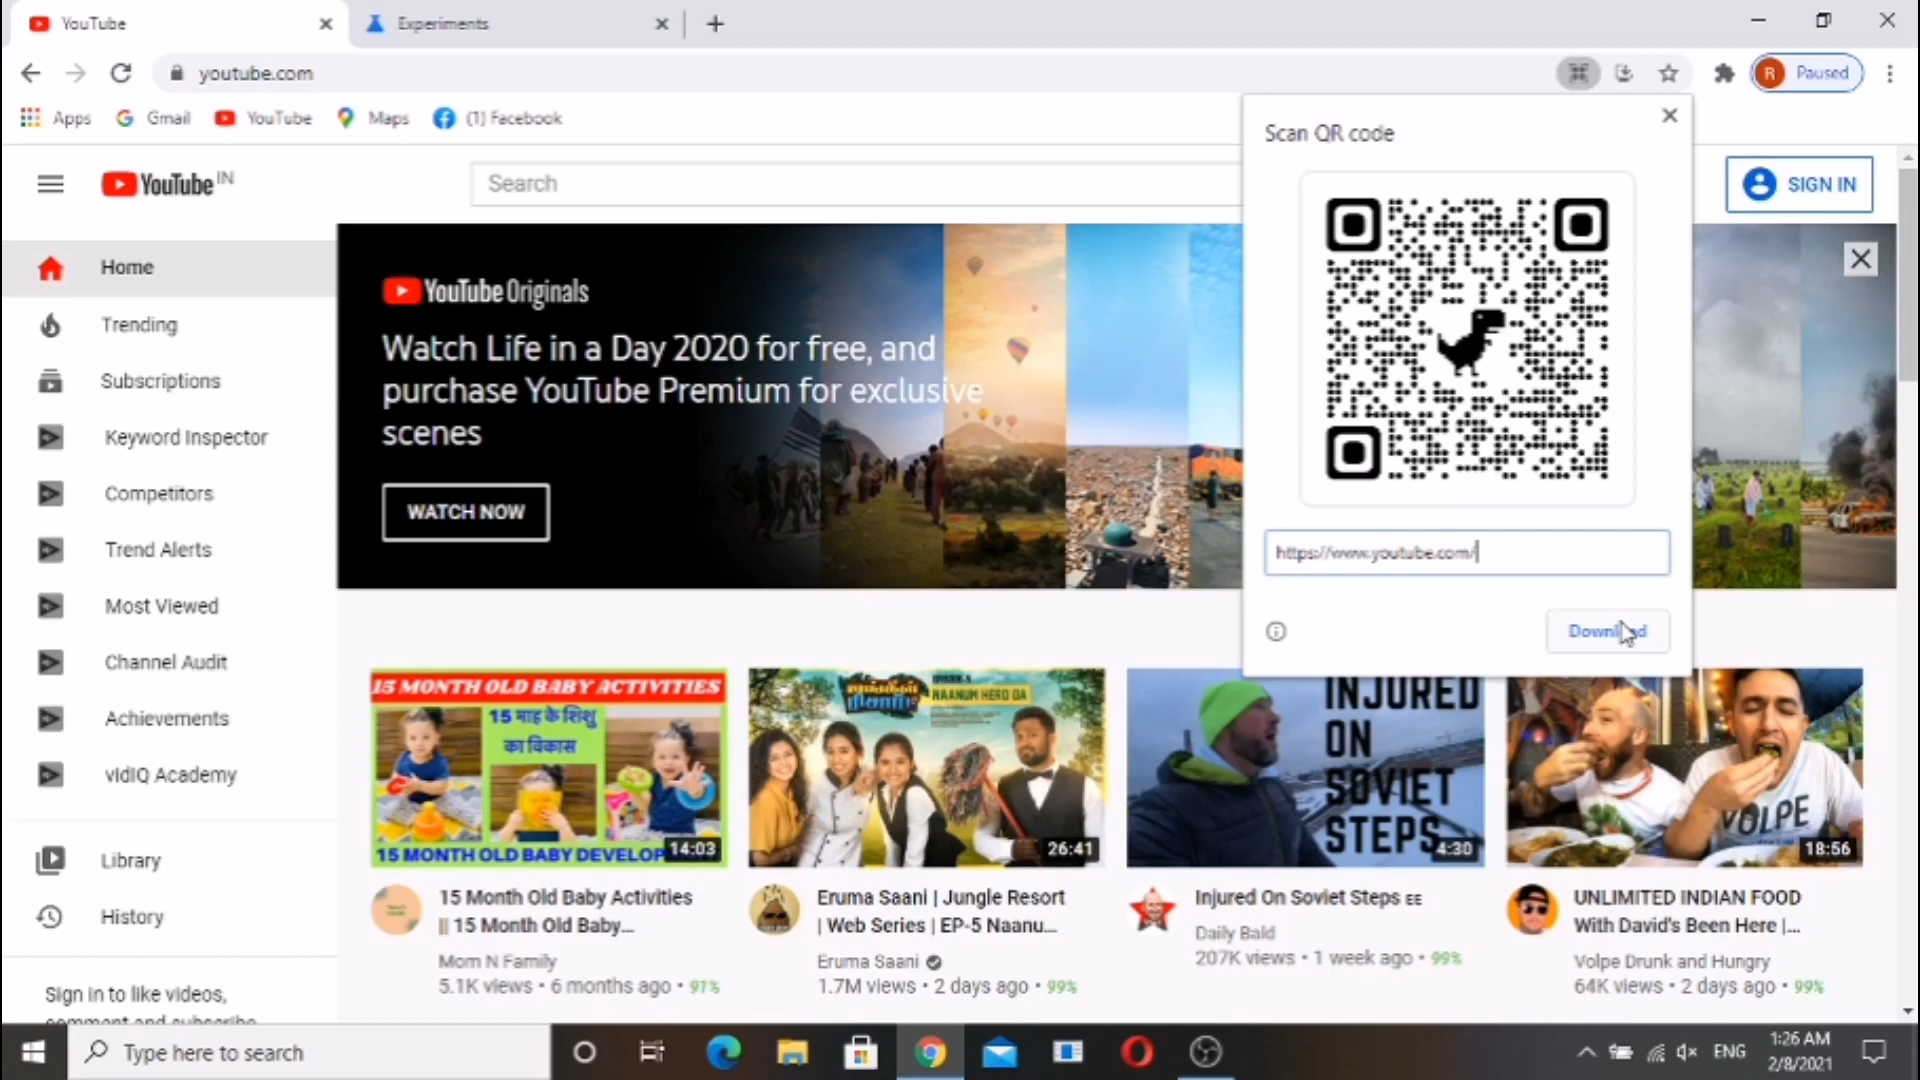 YouTube
Experiments
youtube.com
R
Paused
Apps
Gmail
YouTube
Maps
(1) Facebook
Scan QR code
YouTube IN
Search
SIGN IN
Home
Trending
Subscriptions
Keyword Inspector
Competitors
Trend Alerts
Most Viewed
Channel Audit
Achievements
vidIQ Academy
Library
History
Sign in to like videos,
comment and subscribe
YouTube Originals
Watch Life in a Day 2020 for free, and
purchase YouTube Premium for exclusive
scenes
WATCH NOW
https://www.youtube.com/
Download
15 MONTH OLD BABY ACTIVITIES
15 माह के शिशु
का विकास
15 MONTH OLD BABY DEVELOP
14:03
NAANUM HERO DA
26:41
INJURED
ON
SOVIET
STEPS
4:30
VOLPE
18:56
15 Month Old Baby Activities
|| 15 Month Old Baby...
Mom N Family
5.1K views • 6 months ago • 97%
Eruma Saani | Jungle Resort
| Web Series | EP-5 Naanu...
Eruma Saani
1.7M views • 2 days ago • 99%
Injured On Soviet Steps EE
Daily Bald
207K views • 1 week ago • 99%
UNLIMITED INDIAN FOOD
With David's Been Here |...
Volpe Drunk and Hungry
64K views • 2 days ago • 99%
Type here to search
ENG
1:26 AM
2/8/2021